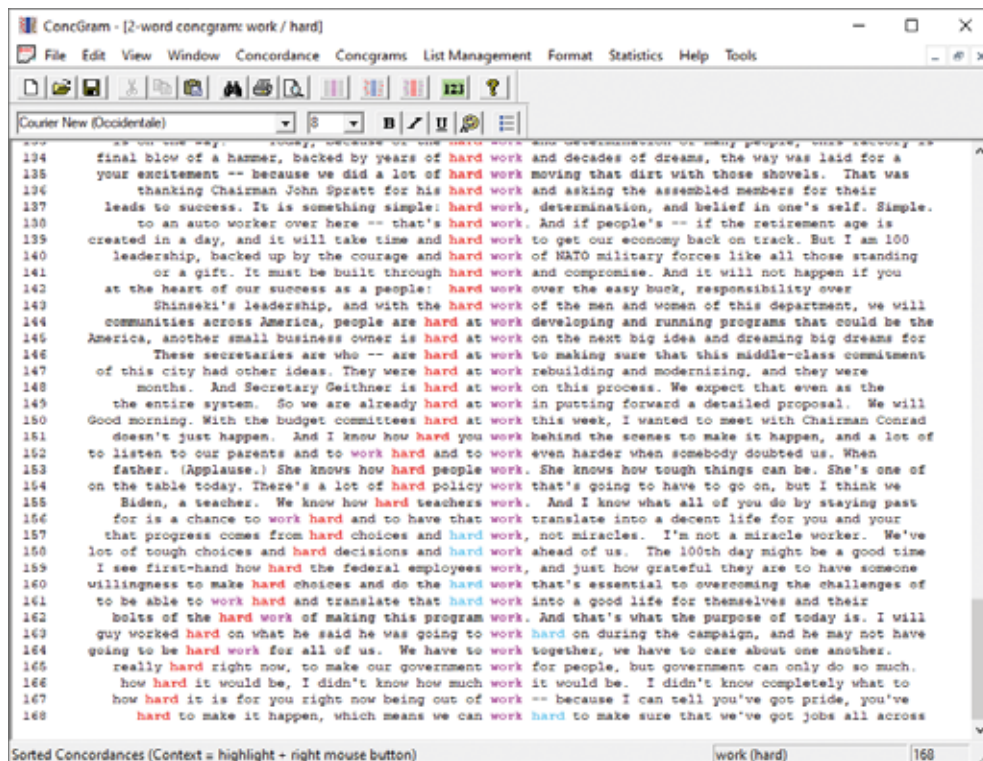 ConcGram - [2-word concgram: work / hard]
File Edit View Window Concordance Concgrams List Management Format Statistics Help Tools
123
Courier New (Occidentale) 8 B I U
134 final blow of a hammer, backed by years of hard work and decades of dreams, the way was laid for a
135 your excitement -- because we did a lot of hard work moving that dirt with those shovels. That was
136 thanking Chairman John Spratt for his hard work and asking the assembled members for their
137 leads to success. It is something simple: hard work, determination, and belief in one's self. Simple.
138 to an auto worker over here -- that's hard work. And if people's -- if the retirement age is
139 created in a day, and it will take time and hard work to get our economy back on track. But I am 100
140 leadership, backed up by the courage and hard work of NATO military forces like all those standing
141 or a gift. It must be built through hard work and compromise. And it will not happen if you
142 at the heart of our success as a people: hard work over the easy buck, responsibility over
143 Shinseki's leadership, and with the hard work of the men and women of this department, we will
144 communities across America, people are hard at work developing and running programs that could be the
145 America, another small business owner is hard at work on the next big idea and dreaming big dreams for
146 These secretaries are who -- are hard at work to making sure that this middle-class commitment
147 of this city had other ideas. They were hard at work rebuilding and modernizing, and they were
148 months. And Secretary Geithner is hard at work on this process. We expect that even as the
149 the entire system. So we are already hard at work in putting forward a detailed proposal. We will
150 Good morning. With the budget committees hard at work this week, I wanted to meet with Chairman Conrad
151 doesn't just happen. And I know how hard you work behind the scenes to make it happen, and a lot of
152 to listen to our parents and to work hard and to work even harder when somebody doubted us. When
153 father. (Applause.) She knows how hard people work. She knows how tough things can be. She's one of
154 on the table today. There's a lot of hard policy work that's going to have to go on, but I think we
155 Biden, a teacher. We know how hard teachers work. And I know what all of you do by staying past
156 for is a chance to work hard and to have that work translate into a decent life for you and your
157 that progress comes from hard choices and hard work, not miracles. I'm not a miracle worker. We've
158 lot of tough choices and hard decisions and hard work ahead of us. The 100th day might be a good time
159 I see first-hand how hard the federal employees work, and just how grateful they are to have someone
160 willingness to make hard choices and do the hard work that's essential to overcoming the challenges of
161 to be able to work hard and translate that hard work into a good life for themselves and their
162 bolts of the hard work of making this program work. And that's what the purpose of today is. I will
163 guy worked hard on what he said he was going to work hard on during the campaign, and he may not have
164 going to be hard work for all of us. We have to work together, we have to care about one another.
165 really hard right now, to make our government work for people, but government can only do so much.
166 how hard it would be, I didn't know how much work it would be. I didn't know completely what to
167 how hard it is for you right now being out of work -- because I can tell you've got pride, you've
168 hard to make it happen, which means we can work hard to make sure that we've got jobs all across
Sorted Concordances (Context = highlight + right mouse button) work (hard) 168